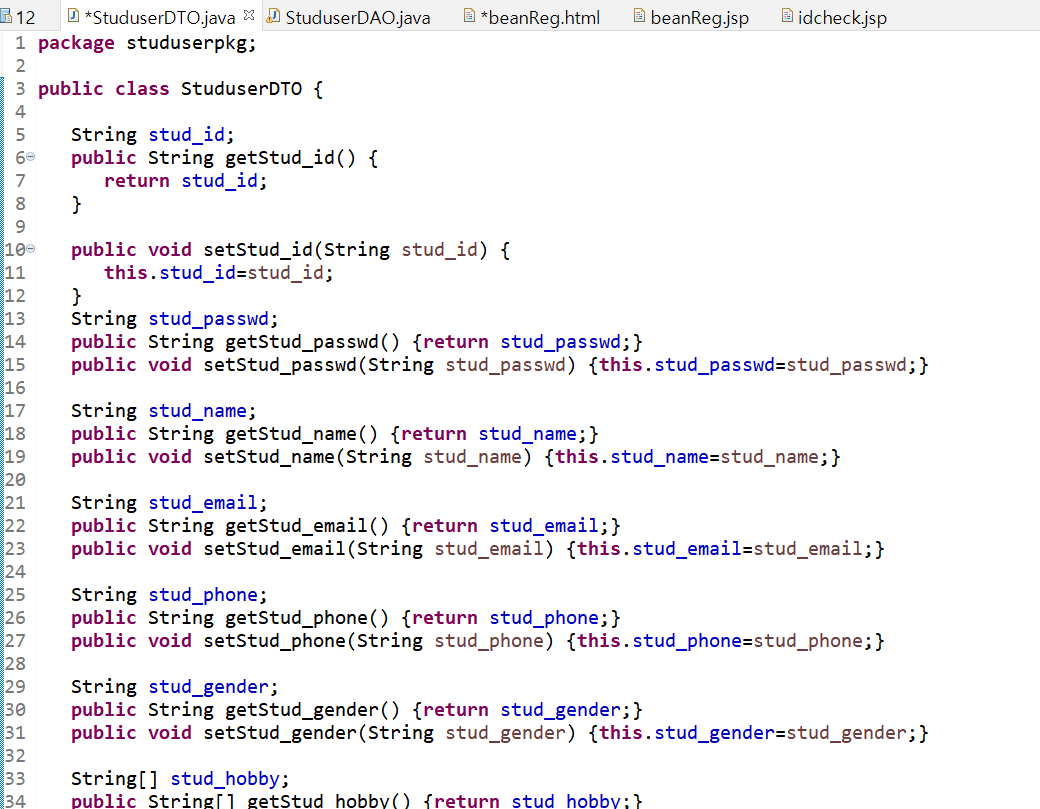 12 *StuduserDTO.java StuduserDAO.java *beanReg.html beanReg.jsp idcheck.jsp
1 package studuserpkg;
2
3 public class StuduserDTO {
4
5 String stud_id;
6 public String getStud_id() {
7 return stud_id;
8 }
9
10 public void setStud_id(String stud_id) {
11 this.stud_id=stud_id;
12 }
13 String stud_passwd;
14 public String getStud_passwd() {return stud_passwd;}
15 public void setStud_passwd(String stud_passwd) {this.stud_passwd=stud_passwd;}
16
17 String stud_name;
18 public String getStud_name() {return stud_name;}
19 public void setStud_name(String stud_name) {this.stud_name=stud_name;}
20
21 String stud_email;
22 public String getStud_email() {return stud_email;}
23 public void setStud_email(String stud_email) {this.stud_email=stud_email;}
24
25 String stud_phone;
26 public String getStud_phone() {return stud_phone;}
27 public void setStud_phone(String stud_phone) {this.stud_phone=stud_phone;}
28
29 String stud_gender;
30 public String getStud_gender() {return stud_gender;}
31 public void setStud_gender(String stud_gender) {this.stud_gender=stud_gender;}
32
33 String[] stud_hobby;
34 public String[] getStud_hobby() {return stud_hobby;}